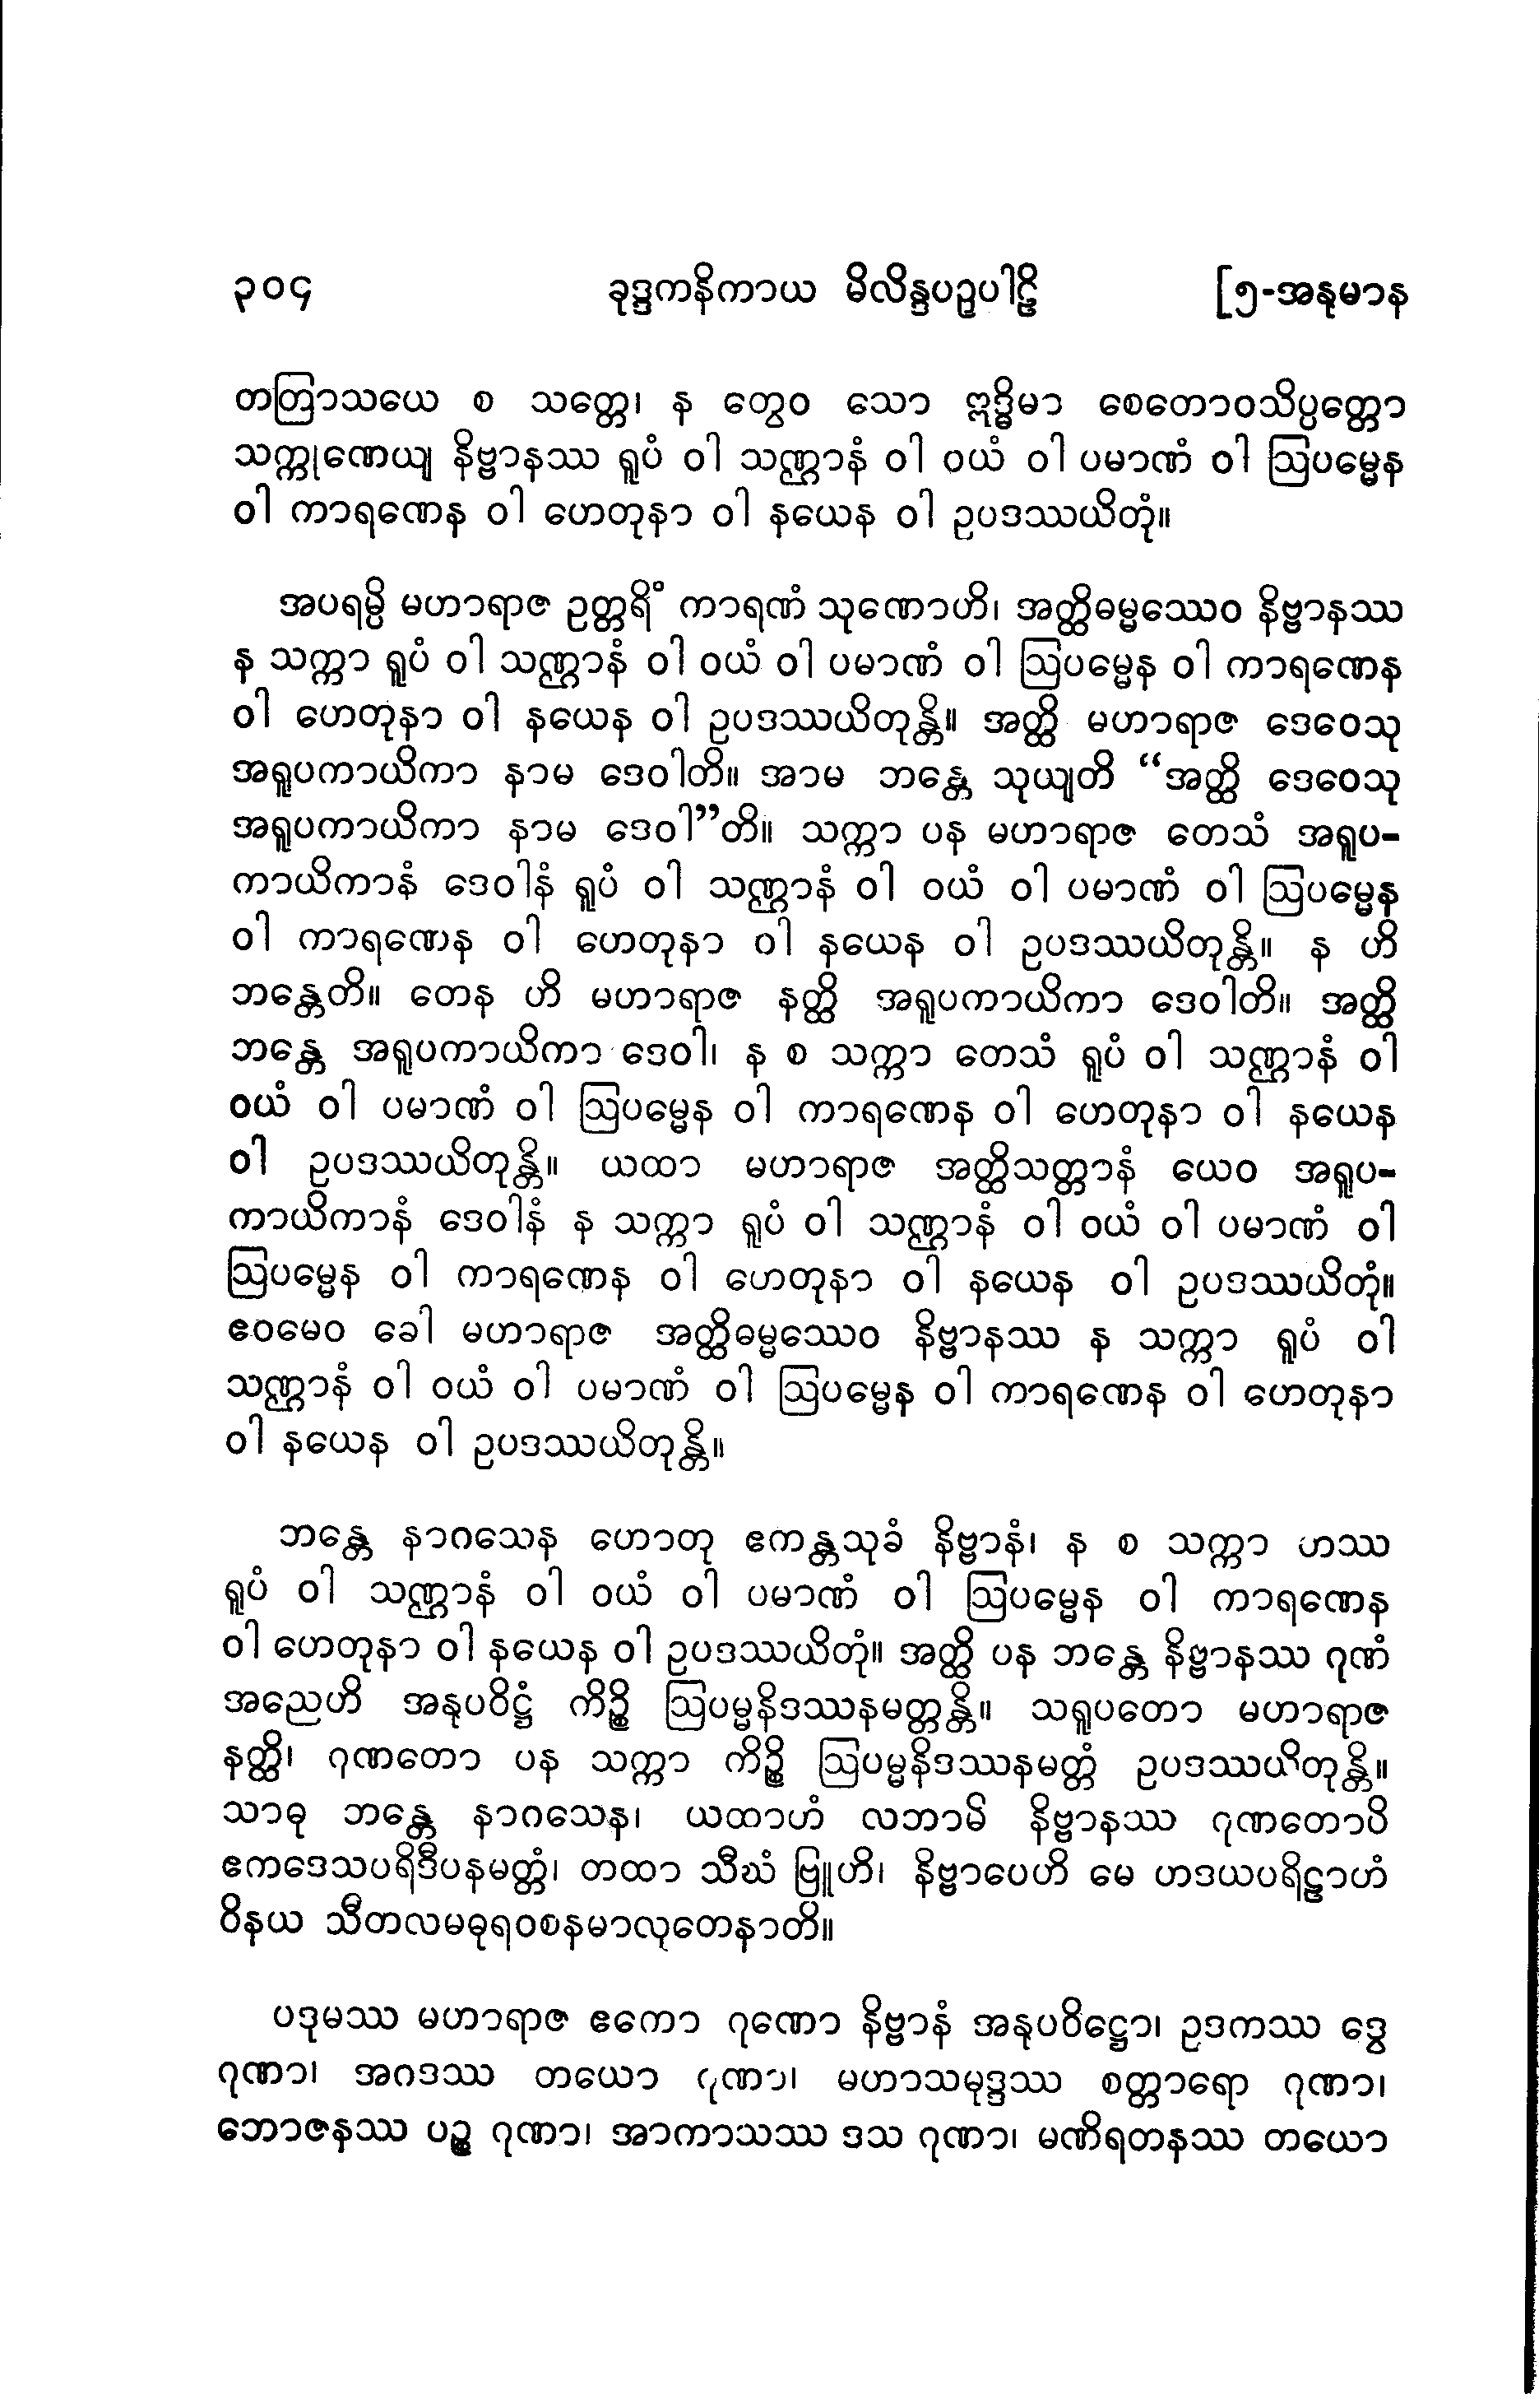 ၃၀၄ ခုဒ္ဒကနိကာယ မိလိန္ဒပဉှပါဠိ [၅-အနုမာန
တတြာသယေ စ သတ္တေ၊ န တွေဝ သော ဣဒ္ဓိမာ စေတောဝသိပ္ပတ္တော
သက္ကုဏေယျ နိဗ္ဗာနဿ ရူပံ ဝါ သဏ္ဌာနံ ဝါ ဝယံ ဝါ ပမာဏံ ဝါ ဩပမ္မေန
ဝါ ကာရဏေန ဝါ ဟေတုနာ ဝါ နယေန ဝါ ဥပဒဿယိတုံ။
အပရမ္ပိ မဟာရာဇ ဥတ္တရိံ ကာရဏံ သုဏောဟိ၊ အတ္ထိဓမ္မဿေဝ နိဗ္ဗာနဿ
န သက္ကာ ရူပံ ဝါ သဏ္ဌာနံ ဝါ ဝယံ ဝါ ပမာဏံ ဝါ ဩပမ္မေန ဝါ ကာရဏေန
ဝါ ဟေတုနာ ဝါ နယေန ဝါ ဥပဒဿယိတုန္တိ။ အတ္ထိ မဟာရာဇ ဒေဝေသု
အရူပကာယိကာ နာမ ဒေဝါတိ။ အာမ ဘန္တေ သုယျတိ “အတ္ထိ ဒေဝေသု
အရူပကာယိကာ နာမ ဒေဝါ”တိ။ သက္ကာ ပန မဟာရာဇ တေသံ အရူပ-
ကာယိကာနံ ဒေဝါနံ ရူပံ ဝါ သဏ္ဌာနံ ဝါ ဝယံ ဝါ ပမာဏံ ဝါ ဩပမ္မေန
ဝါ ကာရဏေန ဝါ ဟေတုနာ ဝါ နယေန ဝါ ဥပဒဿယိတုန္တိ။ န ဟိ
ဘန္တေတိ။ တေန ဟိ မဟာရာဇ နတ္ထိ အရူပကာယိကာ ဒေဝါတိ။ အတ္ထိ
ဘန္တေ အရူပကာယိကာ ဒေဝါ၊ န စ သက္ကာ တေသံ ရူပံ ဝါ သဏ္ဌာနံ ဝါ
ဝယံ ဝါ ပမာဏံ ဝါ ဩပမ္မေန ဝါ ကာရဏေန ဝါ ဟေတုနာ ဝါ နယေန
ဝါ ဥပဒဿယိတုန္တိ။ ယထာ မဟာရာဇ အတ္ထိသတ္တာနံ ယေဝ အရူပ-
ကာယိကာနံ ဒေဝါနံ န သက္ကာ ရူပံ ဝါ သဏ္ဌာနံ ဝါ ဝယံ ဝါ ပမာဏံ ဝါ
ဩပမ္မေန ဝါ ကာရဏေန ဝါ ဟေတုနာ ဝါ နယေန ဝါ ဥပဒဿယိတုံ။
ဧဝမေဝ ခေါ မဟာရာဇ အတ္ထိဓမ္မဿေဝ နိဗ္ဗာနဿ န သက္ကာ ရူပံ ဝါ
သဏ္ဌာနံ ဝါ ဝယံ ဝါ ပမာဏံ ဝါ ဩပမ္မေန ဝါ ကာရဏေန ဝါ ဟေတုနာ
ဝါ နယေန ဝါ ဥပဒဿယိတုန္တိ။
ဘန္တေ နာဂသေန ဟောတု ဧကန္တသုခံ နိဗ္ဗာနံ၊ န စ သက္ကာ ဟဿ
ရူပံ ဝါ သဏ္ဌာနံ ဝါ ဝယံ ဝါ ပမာဏံ ဝါ ဩပမ္မေန ဝါ ကာရဏေန
ဝါ ဟေတုနာ ဝါ နယေန ဝါ ဥပဒဿယိတုံ။ အတ္ထိ ပန ဘန္တေ နိဗ္ဗာနဿ ဂုဏံ
အညေဟိ အနုပဝိဋ္ဌံ ကိဉ္စိ ဩပမ္မနိဒဿနမတ္တန္တိ။ သရူပတော မဟာရာဇ
နတ္ထိ၊ ဂုဏတော ပန သက္ကာ ကိဉ္စိ ဩပမ္မနိဒဿနမတ္တံ ဥပဒဿယိတုန္တိ။
သာဓု ဘန္တေ နာဂသေန၊ ယထာဟံ လဘာမိ နိဗ္ဗာနဿ ဂုဏတောပိ
ဧကဒေသပရိဒီပနမတ္တံ၊ တထာ သီဃံ ဗြူဟိ၊ နိဗ္ဗာပေဟိ မေ ဟဒယပရိဠာဟံ
ဝိနယ သီတလမဓုရဝစနမာလုတေနာတိ။
ပဒုမဿ မဟာရာဇ ဧကော ဂုဏော နိဗ္ဗာနံ အနုပဝိဋ္ဌော၊ ဥဒကဿ ဒွေ
ဂုဏာ၊ အဂဒဿ တယော ဂုဏာ၊ မဟာသမုဒ္ဒဿ စတ္တာရော ဂုဏာ၊
ဘောဇနဿ ပဉ္စ ဂုဏာ၊ အာကာသဿ ဒသ ဂုဏာ၊ မဏိရတနဿ တယော